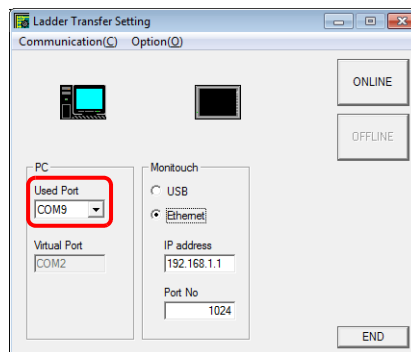 Ladder Transfer Setting
Communication(C) Option(O)
ONLINE
OFFLINE
PC
Used Port
COM9
Virtual Port
COM2
Monitouch
USB
Ethernet
IP address
192.168.1.1
Port No
1024
END